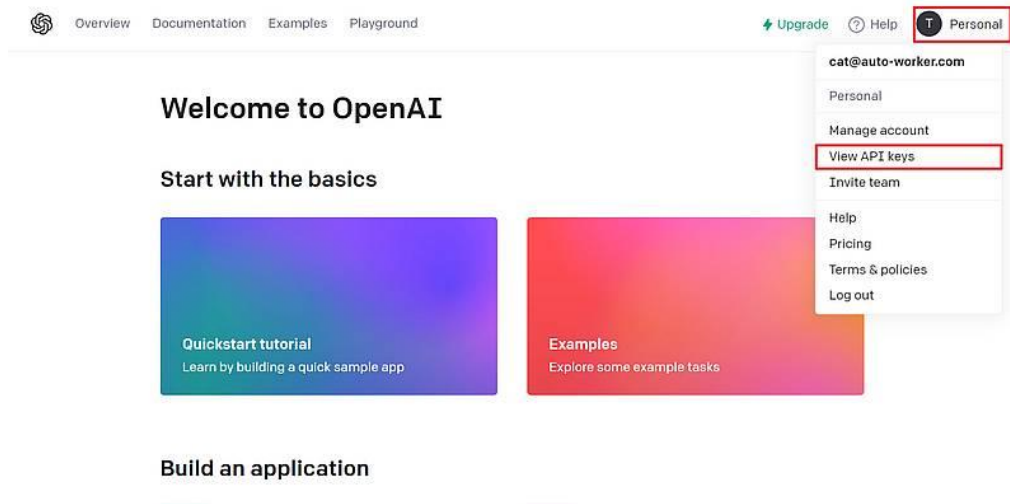 Overview Documentation Examples Playground Upgrade Help T Personal
cat@auto-worker.com
Personal
Manage account
View API keys
Invite team
Help
Pricing
Terms & policies
Log out
Welcome to OpenAI
Start with the basics
Quickstart tutorial
Learn by building a quick sample app
Examples
Explore some example tasks
Build an application